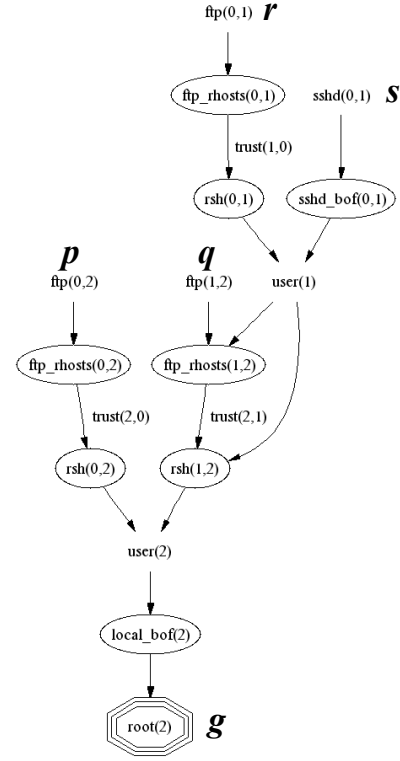 ftp(0,1) r
ftp_rhosts(0,1) sshd(0,1) s
trust(1,0)
rsh(0,1) sshd_bof(0,1)
p q
ftp(0,2) ftp(1,2) user(1)
ftp_rhosts(0,2) ftp_rhosts(1,2)
trust(2,0) trust(2,1)
rsh(0,2) rsh(1,2)
user(2)
local_bof(2)
root(2) g